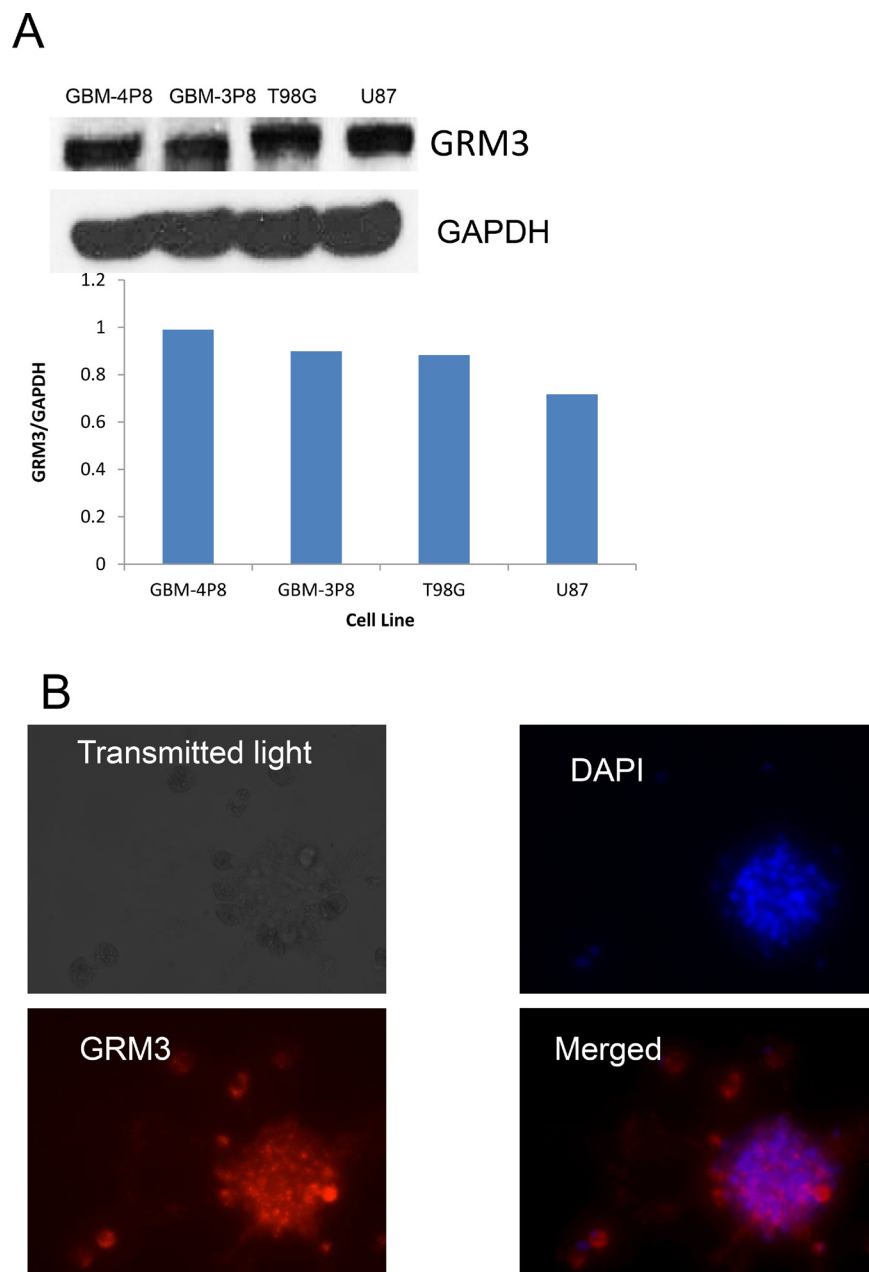 A
GBM-4P8 GBM-3P8 T98G U87
GRM3
GAPDH
1.2
1
0.8
0.6
0.4
0.2
0
GRM3/GAPDH
GBM-4P8 GBM-3P8 T98G U87
Cell Line
B
Transmitted light
DAPI
GRM3
Merged